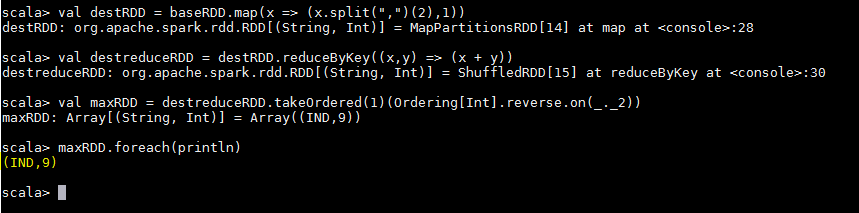 scala> val destRDD = baseRDD.map(x => (x.split(",")(2),1))
destRDD: org.apache.spark.rdd.RDD[(String, Int)] = MapPartitionsRDD[14] at map at <console>:28
scala> val destreduceRDD = destRDD.reduceByKey((x,y) => (x + y))
destreduceRDD: org.apache.spark.rdd.RDD[(String, Int)] = ShuffledRDD[15] at reduceByKey at <console>:30
scala> val maxRDD = destreduceRDD.takeOrdered(1)(Ordering[Int].reverse.on(_._2))
maxRDD: Array[(String, Int)] = Array((IND,9))
scala> maxRDD.foreach(println)
(IND,9)
scala>